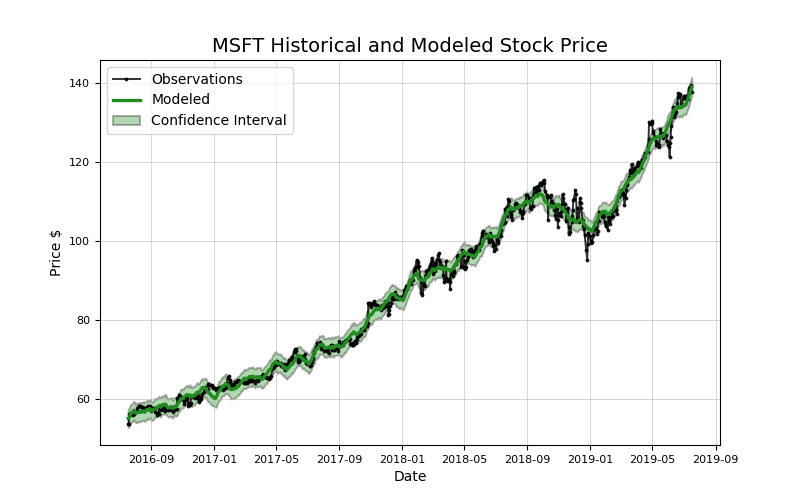 MSFT Historical and Modeled Stock Price
Observations
Modeled
Confidence Interval
140
120
100
80
60
Price $
2016-09 2017-01 2017-05 2017-09 2018-01 2018-05 2018-09 2019-01 2019-05 2019-09
Date